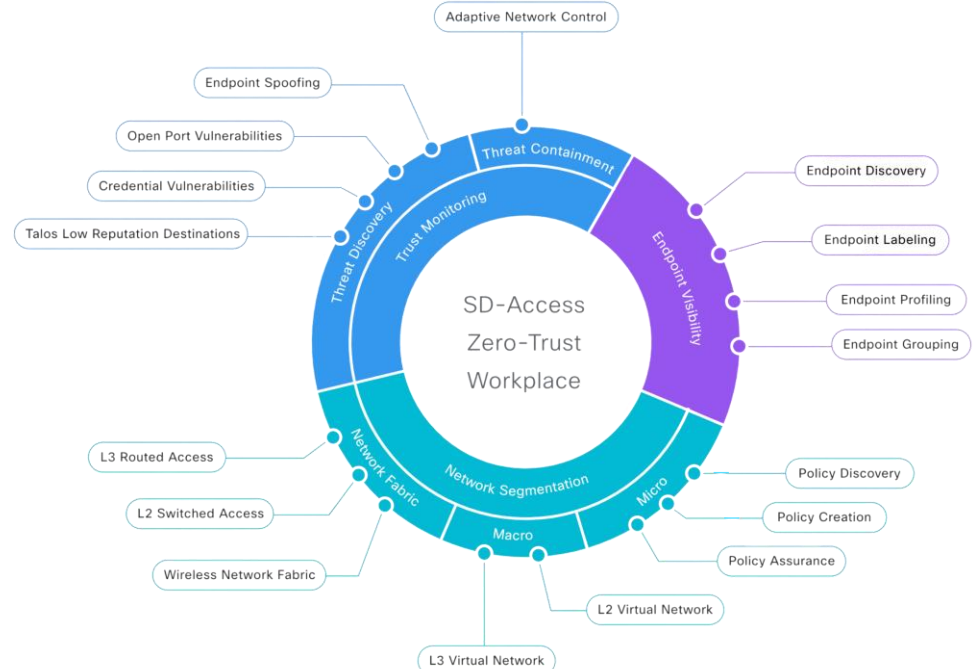 Adaptive Network Control
Endpoint Spoofing
Open Port Vulnerabilities
Credential Vulnerabilities
Talos Low Reputation Destinations
Threat Containment
Threat Discovery
Trust Monitoring
Endpoint Visibility
Endpoint Discovery
Endpoint Labeling
Endpoint Profiling
Endpoint Grouping
SD-Access
Zero-Trust
Workplace
Network Fabric
Network Segmentation
Macro
Micro
L3 Routed Access
L2 Switched Access
Wireless Network Fabric
L3 Virtual Network
L2 Virtual Network
Policy Discovery
Policy Creation
Policy Assurance